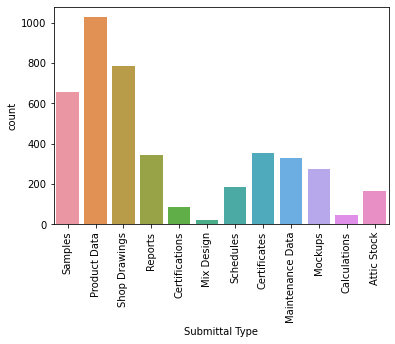 1000
800
600
400
200
0
count
Samples
Product Data
Shop Drawings
Reports
Certifications
Mix Design
Schedules
Certificates
Maintenance Data
Mockups
Calculations
Attic Stock
Submittal Type